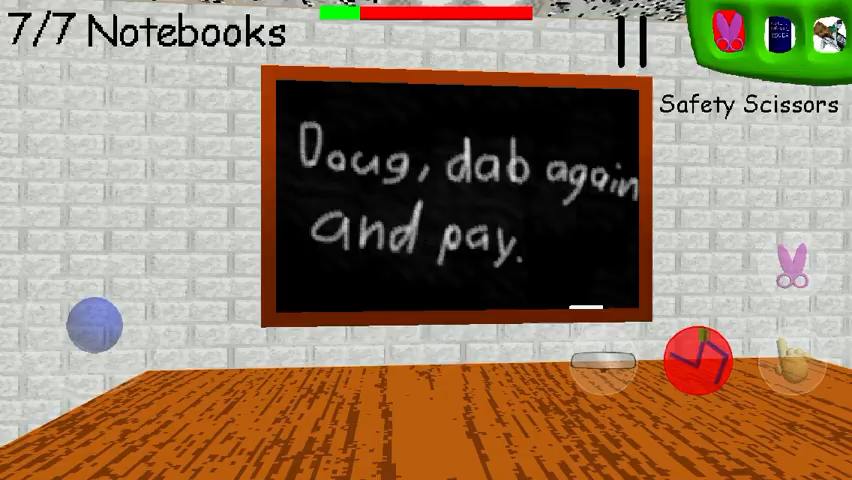 7/7 Notebooks
Safety Scissors
Doug, dab again
and pay.